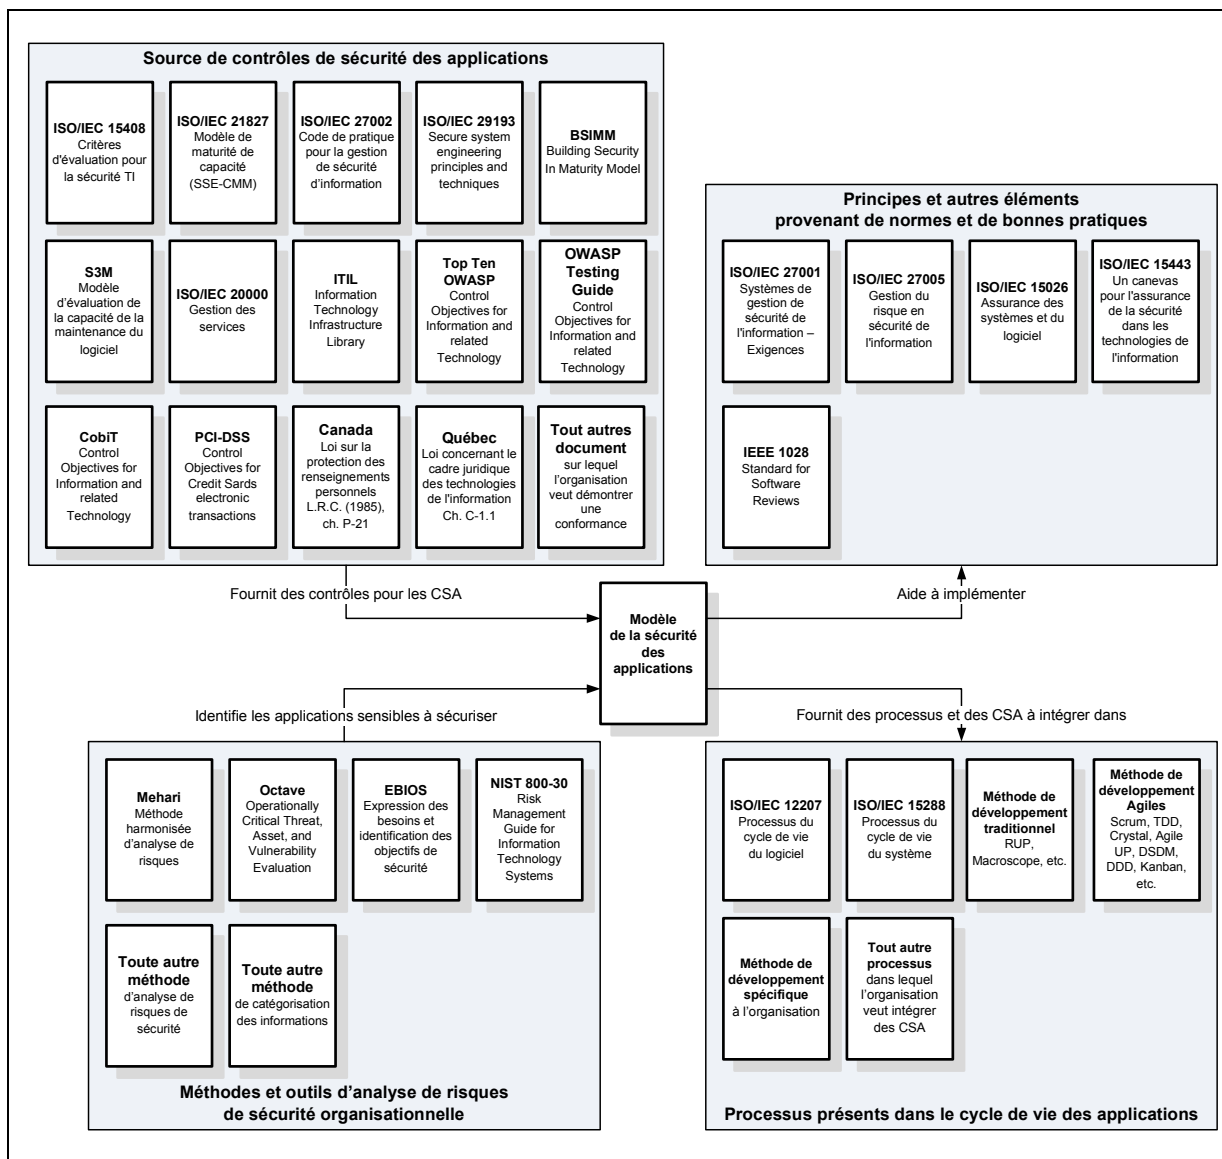 Source de contrôles de sécurité des applications
ISO/IEC 15408
Critères
d'évaluation pour
la sécurité TI
ISO/IEC 21827
Modèle de
maturité de
capacité
(SSE-CMM)
ISO/IEC 27002
Code de pratique
pour la gestion
de sécurité
d'information
ISO/IEC 29193
Secure system
engineering
principles and
techniques
BSIMM
Building Security
In Maturity Model
S3M
Modèle
d'évaluation de
la capacité de la
maintenance du
logiciel
ISO/IEC 20000
Gestion des
services
ITIL
Information
Technology
Infrastructure
Library
Top Ten
OWASP
Control
Objectives for
Information and
related
Technology
OWASP
Testing
Guide
Control
Objectives for
Information and
related
Technology
CobiT
Control
Objectives for
Information and
related
Technology
PCI-DSS
Control
Objectives for
Credit Sards
electronic
transactions
Canada
Loi sur la
protection des
renseignements
personnels
L.R.C. (1985),
ch. P-21
Québec
Loi concernant le
cadre juridique
des technologies
de l'information
Ch. C-1.1
Tout autres
document
sur lequel
l'organisation
veut démontrer
une
conformance
Principes et autres éléments
provenant de normes et de bonnes pratiques
ISO/IEC 27001
Systèmes de
gestion de
sécurité de
l'information –
Exigences
ISO/IEC 27005
Gestion du
risque en
sécurité de
l'information
ISO/IEC 15026
Assurance des
systèmes et du
logiciel
ISO/IEC 15443
Un canevas
pour l'assurance
de la sécurité
dans les
technologies de
l'information
IEEE 1028
Standard for
Software
Reviews
Fournit des contrôles pour les CSA
Aide à implémenter
Modèle
de la sécurité
des
applications
Identifie les applications sensibles à sécuriser
Fournit des processus et des CSA à intégrer dans
Mehari
Méthode
harmonisée
d'analyse de
risques
Octave
Operationally
Critical Threat,
Asset, and
Vulnerability
Evaluation
EBIOS
Expression des
besoins et
identification des
objectifs de
sécurité
NIST 800-30
Risk
Management
Guide for
Information
Technology
Systems
Toute autre
méthode
d'analyse de
risques de
sécurité
Toute autre
méthode
de catégorisation
des informations
Méthodes et outils d'analyse de risques
de sécurité organisationnelle
ISO/IEC 12207
Processus du
cycle de vie
du logiciel
ISO/IEC 15288
Processus du
cycle de vie
du système
Méthode de
développement
traditionnel
RUP,
Macroscope, etc.
Méthode de
développement
Agiles
Scrum, TDD,
Crystal, Agile
UP, DSDM,
DDD, Kanban,
etc.
Méthode de
développement
spécifique
à l'organisation
Tout autre
processus
dans lequel
l'organisation
veut intégrer
des CSA
Processus présents dans le cycle de vie des applications